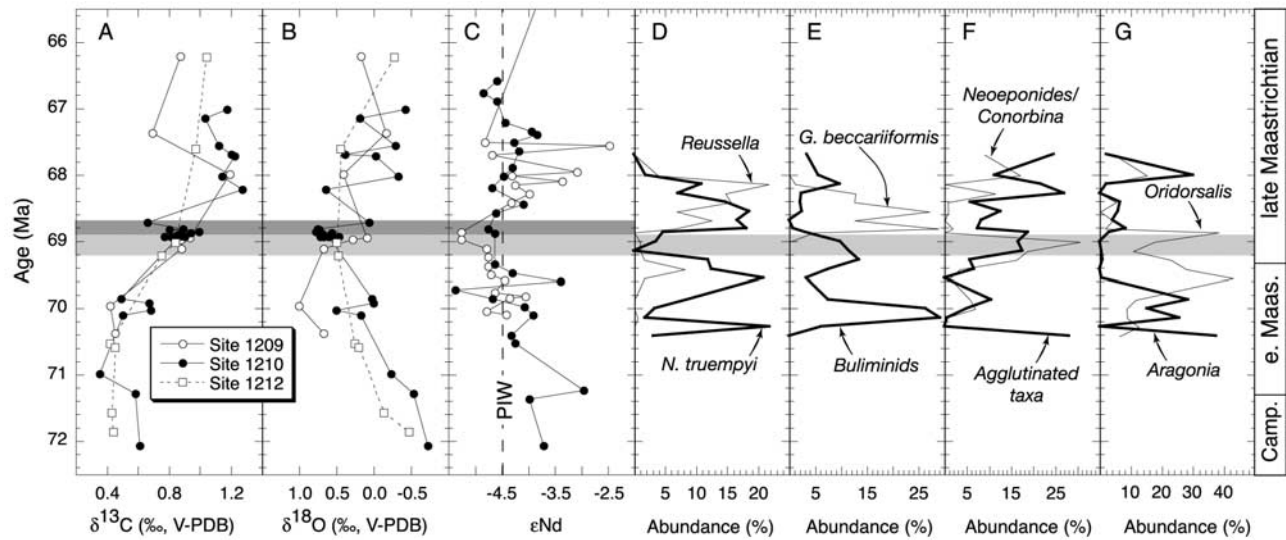 A B C D E F G
66
67
68
69
70
71
72
Age (Ma)
Site 1209
Site 1210
Site 1212
PIW
Reussella
N. truempyi
G. beccariiformis
Buliminids
Neoeponides/
Conorbina
Agglutinated
taxa
Oridorsalis
Aragonia
late Maastrichtian
e. Maas.
Camp.
0.4 0.8 1.2
1.0 0.5 0.0 -0.5
-4.5 -3.5 -2.5
5 10 15 20
5 15 25
5 15 25
10 20 30 40
δ¹³C (‰, V-PDB)
δ¹⁸O (‰, V-PDB)
εNd
Abundance (%)
Abundance (%)
Abundance (%)
Abundance (%)